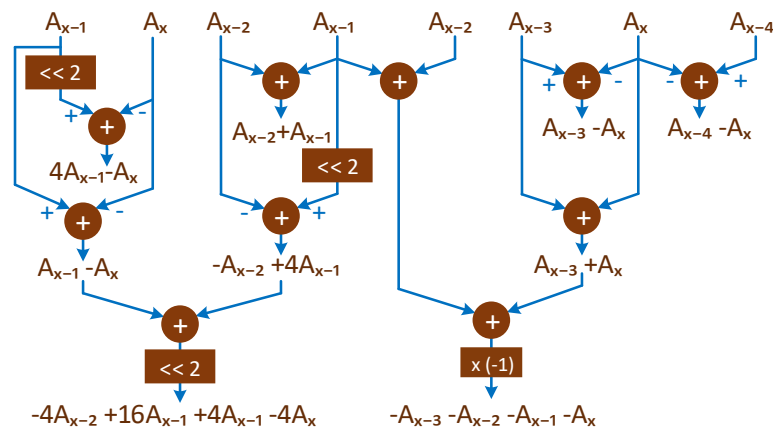 Aₓ₋₁ Aₓ Aₓ₋₂ Aₓ₋₁ Aₓ₋₂ Aₓ₋₃ Aₓ Aₓ₋₄
<< 2 + + + - + - +
+ - +
+
Aₓ₋₂+Aₓ₋₁ Aₓ₋₃ -Aₓ Aₓ₋₄ -Aₓ
4Aₓ₋₁-Aₓ << 2
+ - - + +
+ + +
Aₓ₋₁ -Aₓ -Aₓ₋₂ +4Aₓ₋₁ Aₓ₋₃ +Aₓ
+ +
<< 2 x (-1)
-4Aₓ₋₂ +16Aₓ₋₁ +4Aₓ₋₁ -4Aₓ -Aₓ₋₃ -Aₓ₋₂ -Aₓ₋₁ -Aₓ